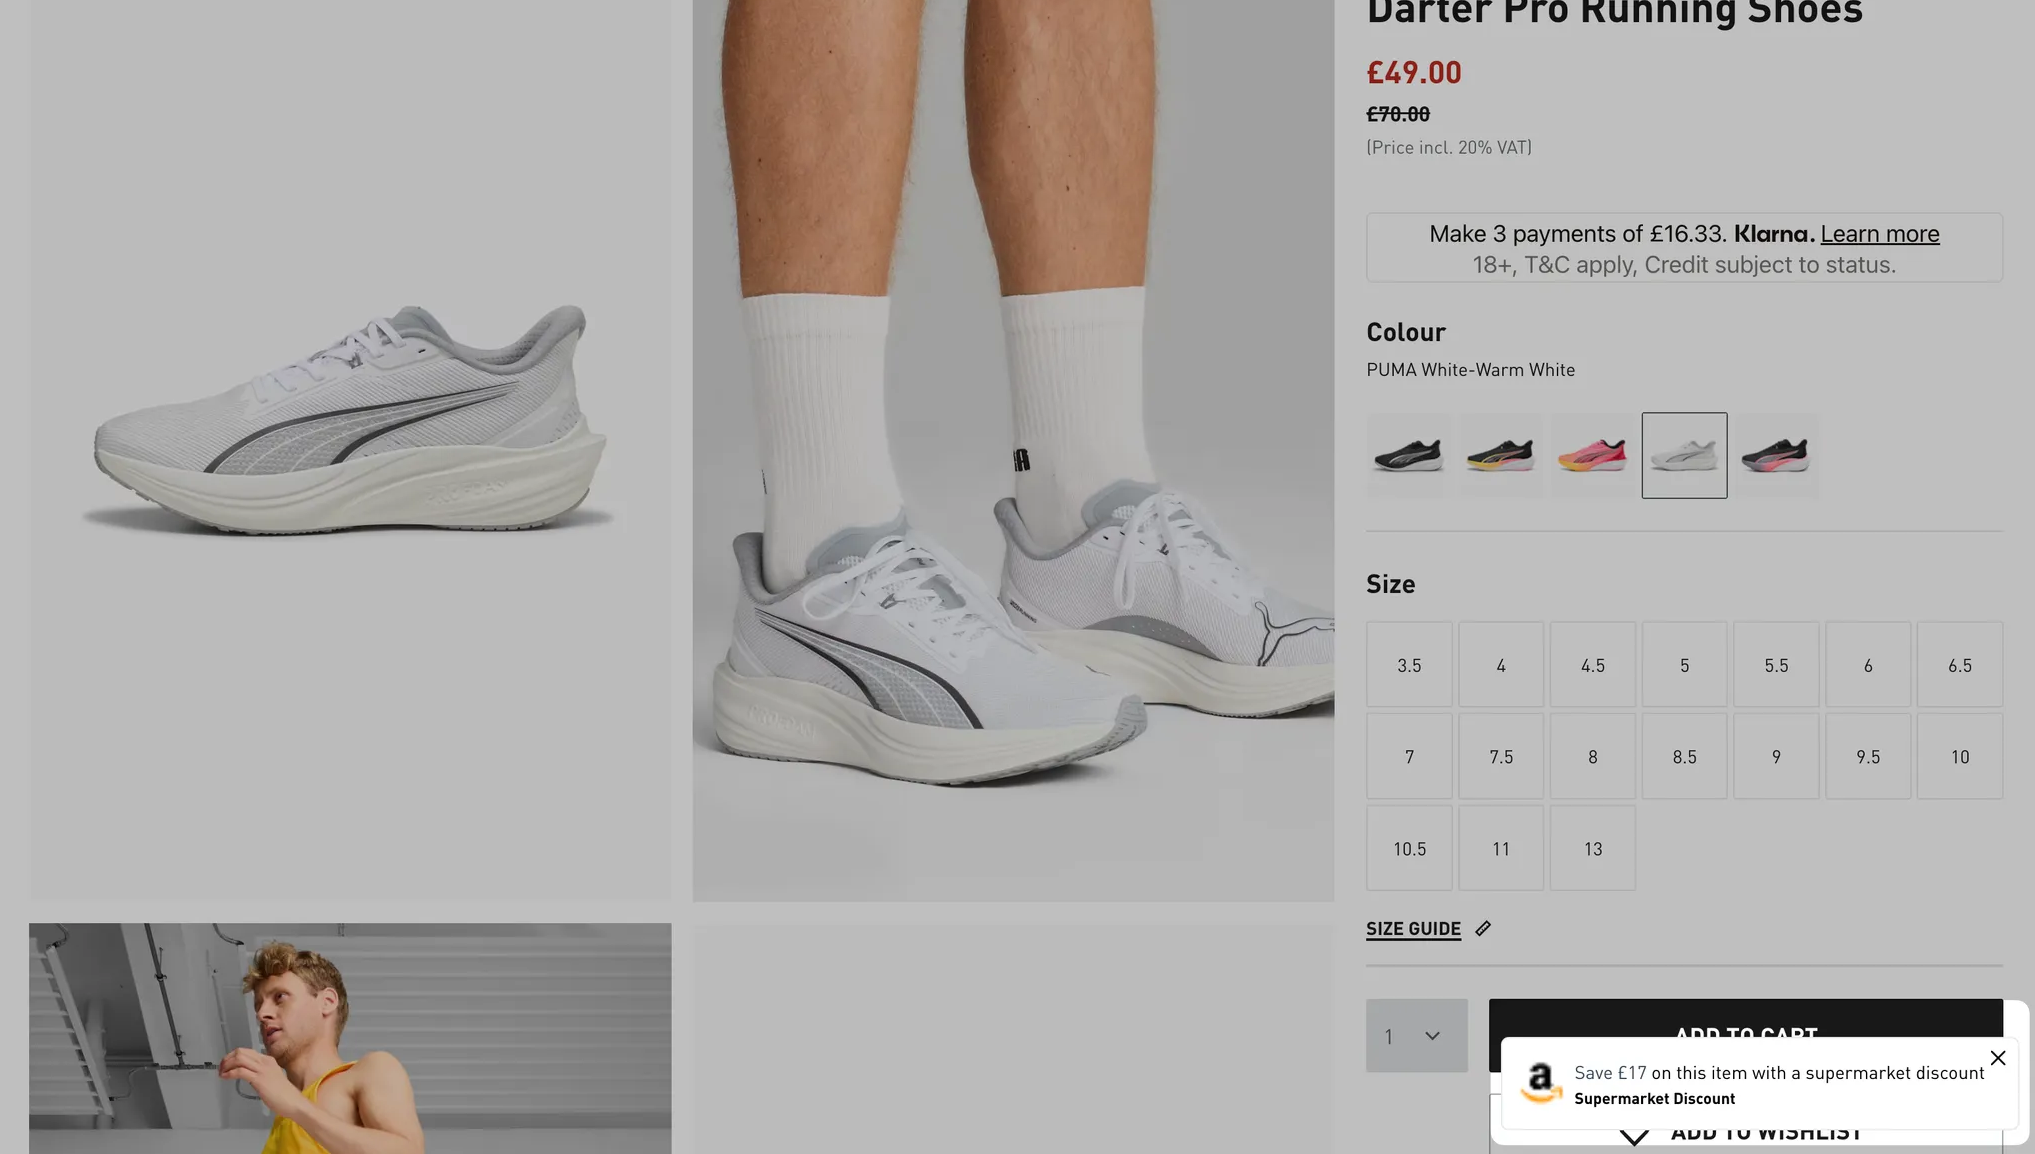 Darter Pro Running Shoes
£49.00
£70.00
(Price incl. 20% VAT)
Make 3 payments of £16.33. Klarna. Learn more
18+, T&C apply, Credit subject to status.
Colour
PUMA White-Warm White
Size
3.5 4 4.5 5 5.5 6 6.5
7 7.5 8 8.5 9 9.5 10
10.5 11 13
SIZE GUIDE
1
ADD TO CART
Save £17 on this item with a supermarket discount
Supermarket Discount
ADD TO WISHLIST